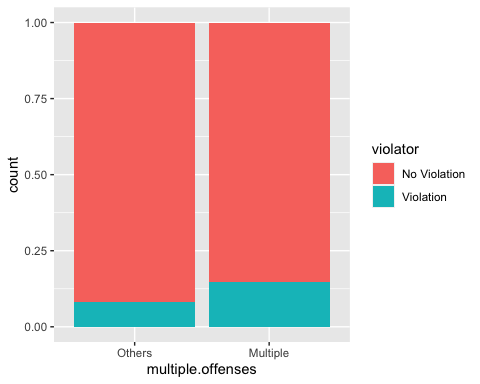 1.00
0.75
0.50
0.25
0.00
count
Others
Multiple
multiple.offenses
violator
No Violation
Violation